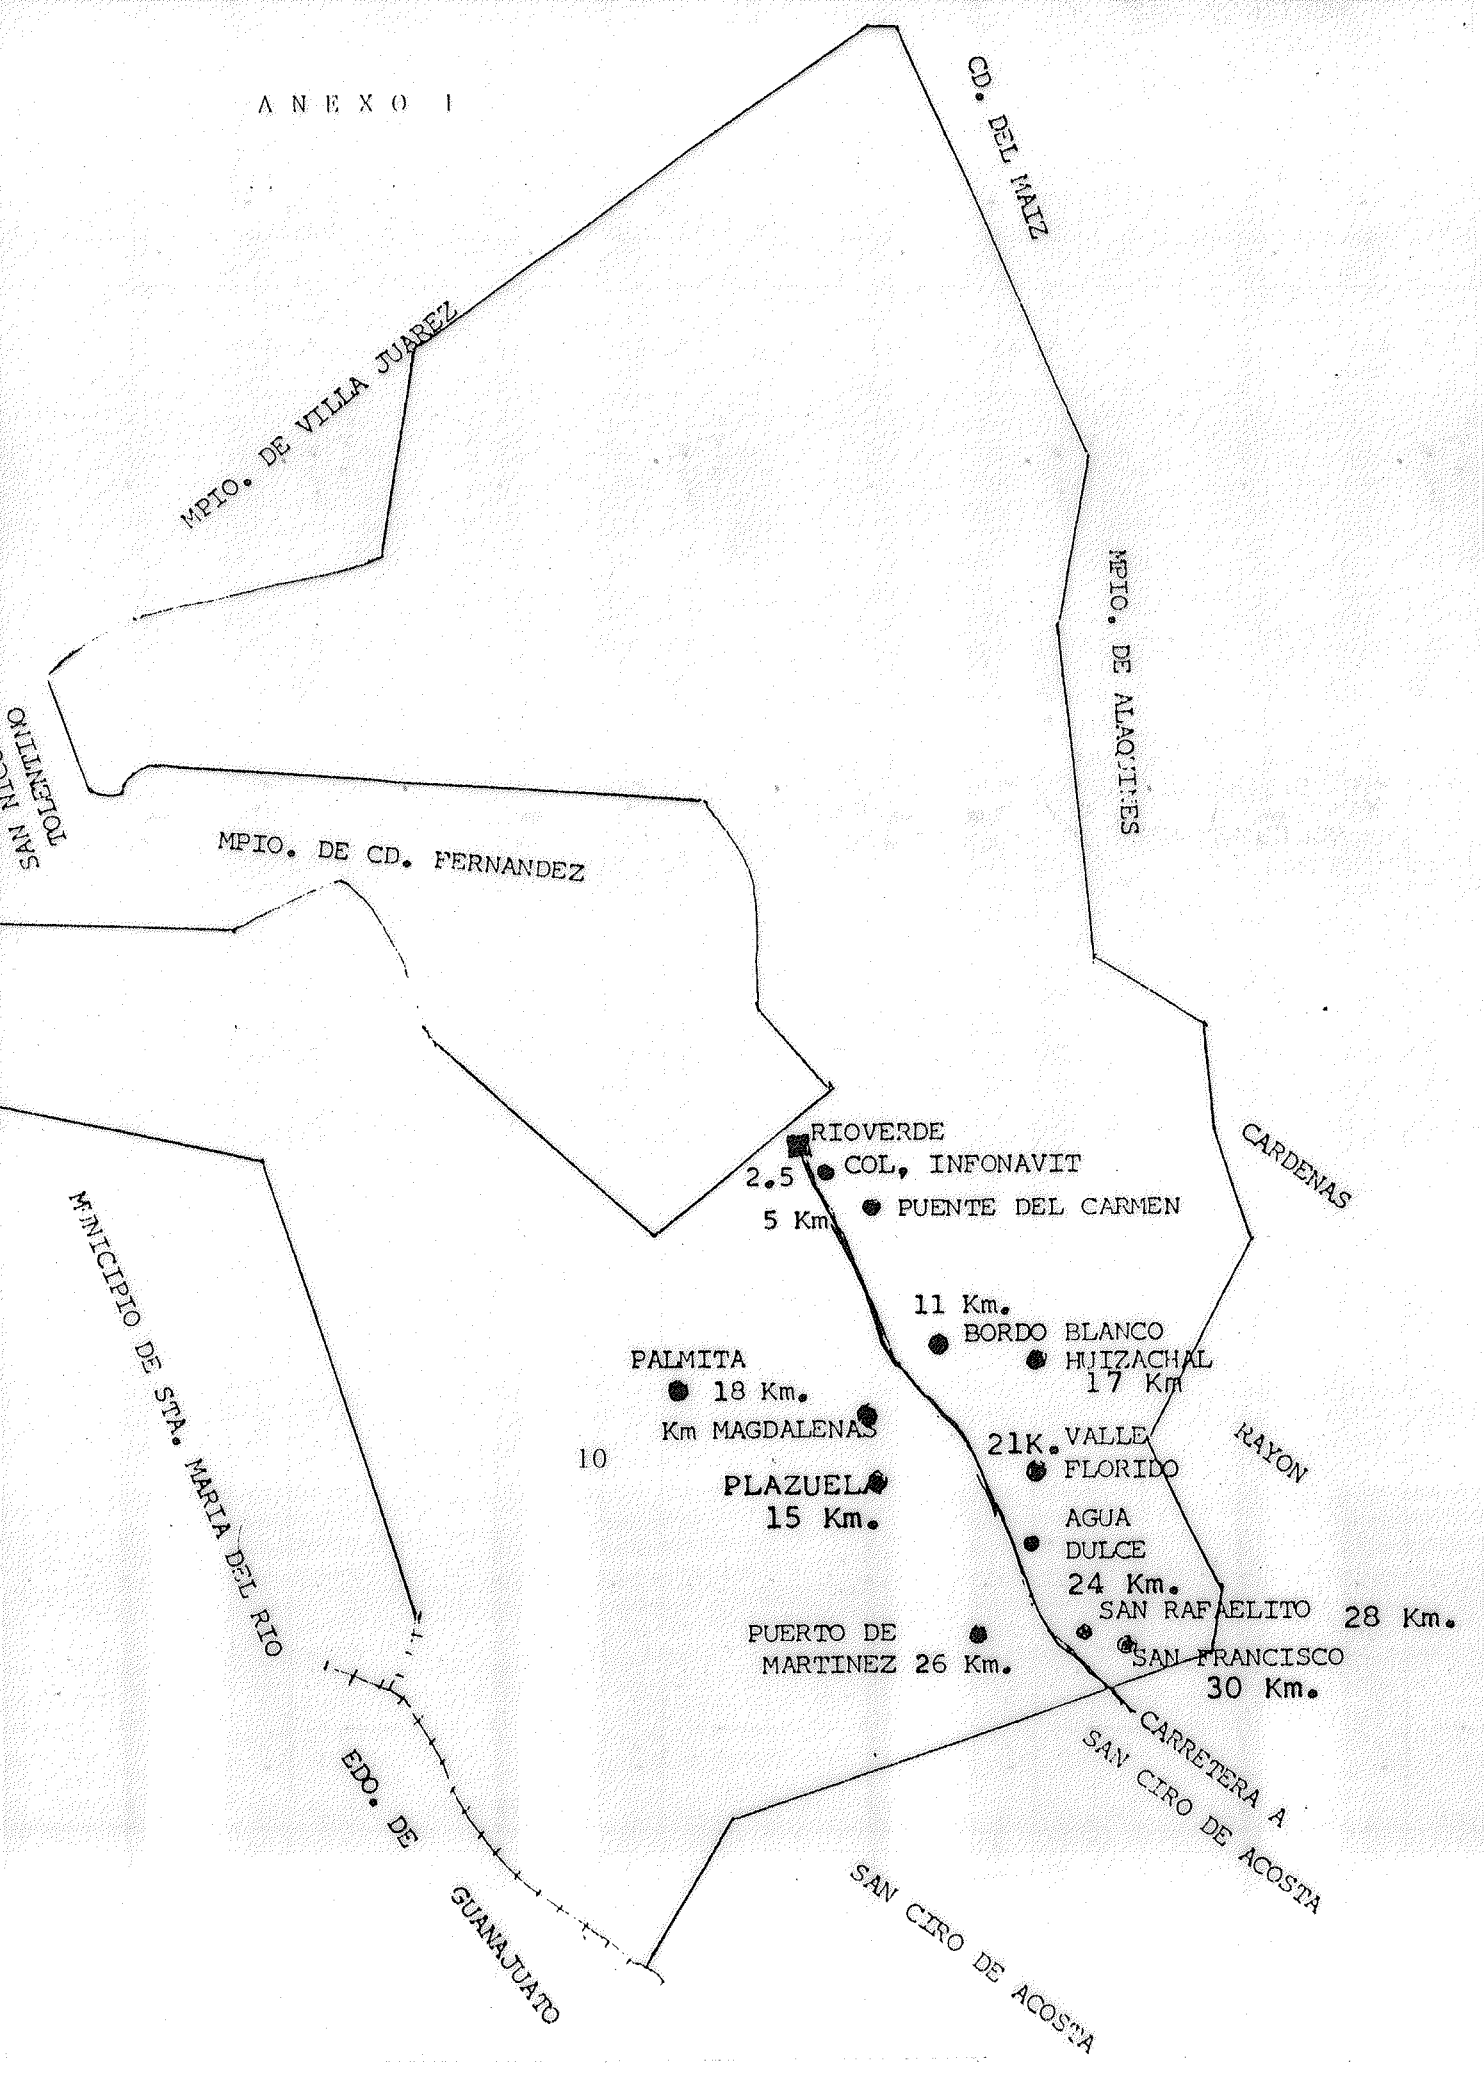 ANEXO 1
CD. DEL MAIZ
MPIO. DE VILLA JUAREZ
MPIO. DE ALAQUINES
TOLENTINO
SAN
MPIO. DE CD. FERNANDEZ
RIOVERDE
2.5
COL, INFONAVIT
5 Km
PUENTE DEL CARMEN
CARDENAS
MUNICIPIO DE STA. MARIA DEL RIO
11 Km.
BORDO BLANCO
HUIZACHAL
17 Km
PALMITA
18 Km.
Km MAGDALENAS
10
21K.
VALLE
FLORIDO
RAYON
PLAZUELA
15 Km.
AGUA
DULCE
24 Km.
SAN RAFAELITO
28 Km.
PUERTO DE
MARTINEZ 26 Km.
SAN FRANCISCO
30 Km.
CARRETERA A
SAN CIRO DE ACOSTA
EDO. DE
GUANAJUATO
SAN CIRO DE ACOSTA